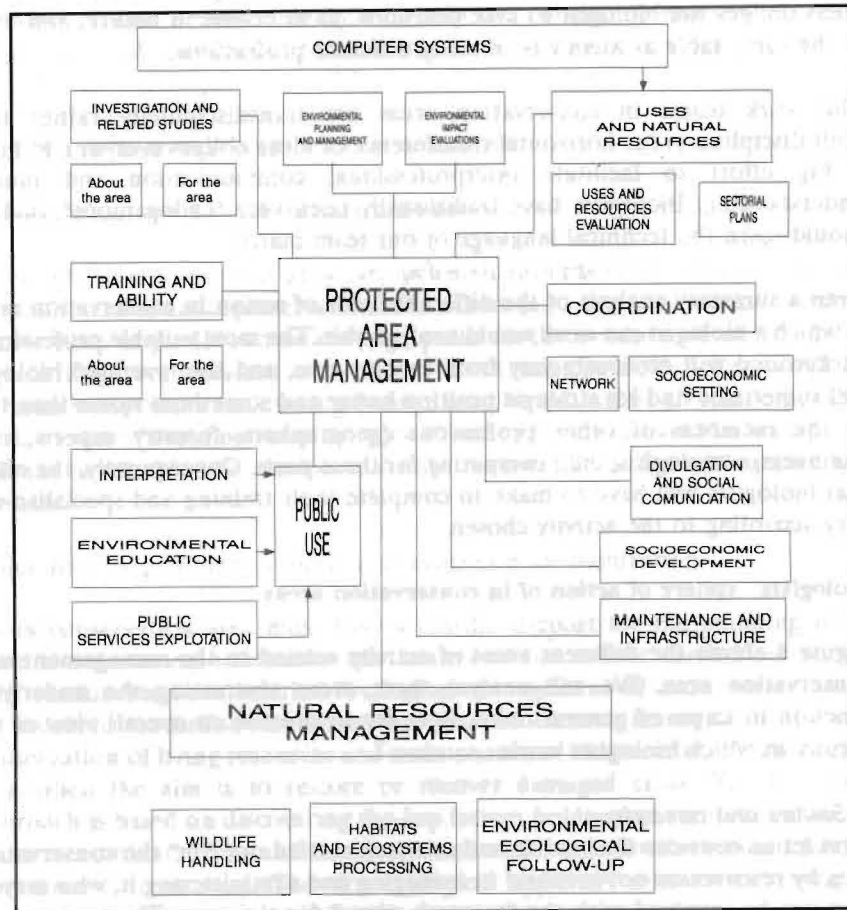 COMPUTER SYSTEMS
INVESTIGATION AND
RELATED STUDIES
ENVIRONMENTAL
PLANNING
AND MANAGEMENT
ENVIRONMENTAL
IMPACT
EVALUATIONS
USES
AND NATURAL
RESOURCES
About
the area
For the
area
USES AND
RESOURCES
EVALUATION
SECTORIAL
PLANS
TRAINING AND
ABILITY
PROTECTED
AREA
MANAGEMENT
COORDINATION
About
the area
For the
area
NETWORK
SOCIOECONOMIC
SETTING
INTERPRETATION
PUBLIC
USE
DIVULGATION
AND SOCIAL
COMUNICATION
ENVIRONMENTAL
EDUCATION
SOCIOECONOMIC
DEVELOPMENT
PUBLIC
SERVICES EXPLOTATION
MAINTENANCE AND
INFRASTRUCTURE
NATURAL RESOURCES
MANAGEMENT
WILDLIFE
HANDLING
HABITATS
AND ECOSYSTEMS
PROCESSING
ENVIRONMENTAL
ECOLOGICAL
FOLLOW-UP